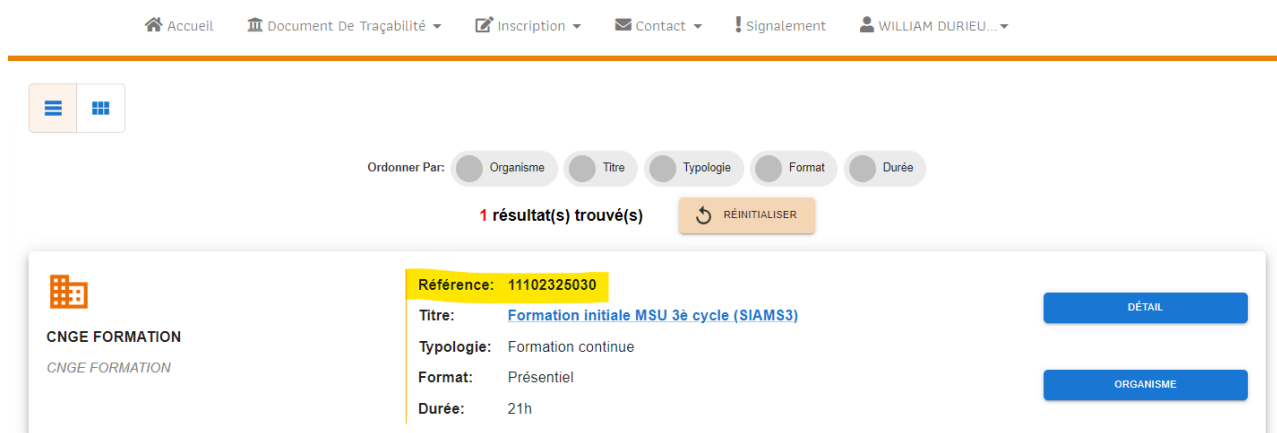 Accueil Document De Traçabilité Inscription Contact Signalement WILLIAM DURIEU...
Ordonner Par: Organisme Titre Typologie Format Durée
1 résultat(s) trouvé(s) RÉINITIALISER
CNGE FORMATION
CNGE FORMATION
Référence: 11102325030
Titre: Formation initiale MSU 3è cycle (SIAMS3)
Typologie: Formation continue
Format: Présentiel
Durée: 21h
DÉTAIL
ORGANISME